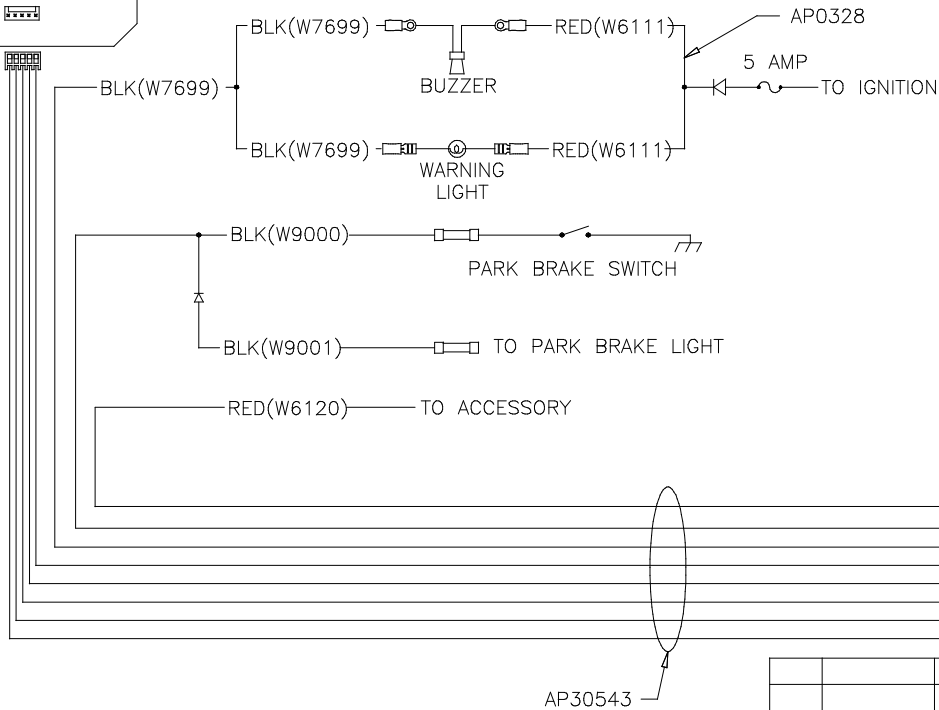 BLK(W7699)
RED(W6111)
AP0328
BUZZER
5 AMP
BLK(W7699)
TO IGNITION
BLK(W7699)
RED(W6111)
WARNING
LIGHT
BLK(W9000)
PARK BRAKE SWITCH
BLK(W9001)
TO PARK BRAKE LIGHT
RED(W6120)
TO ACCESSORY
AP30543